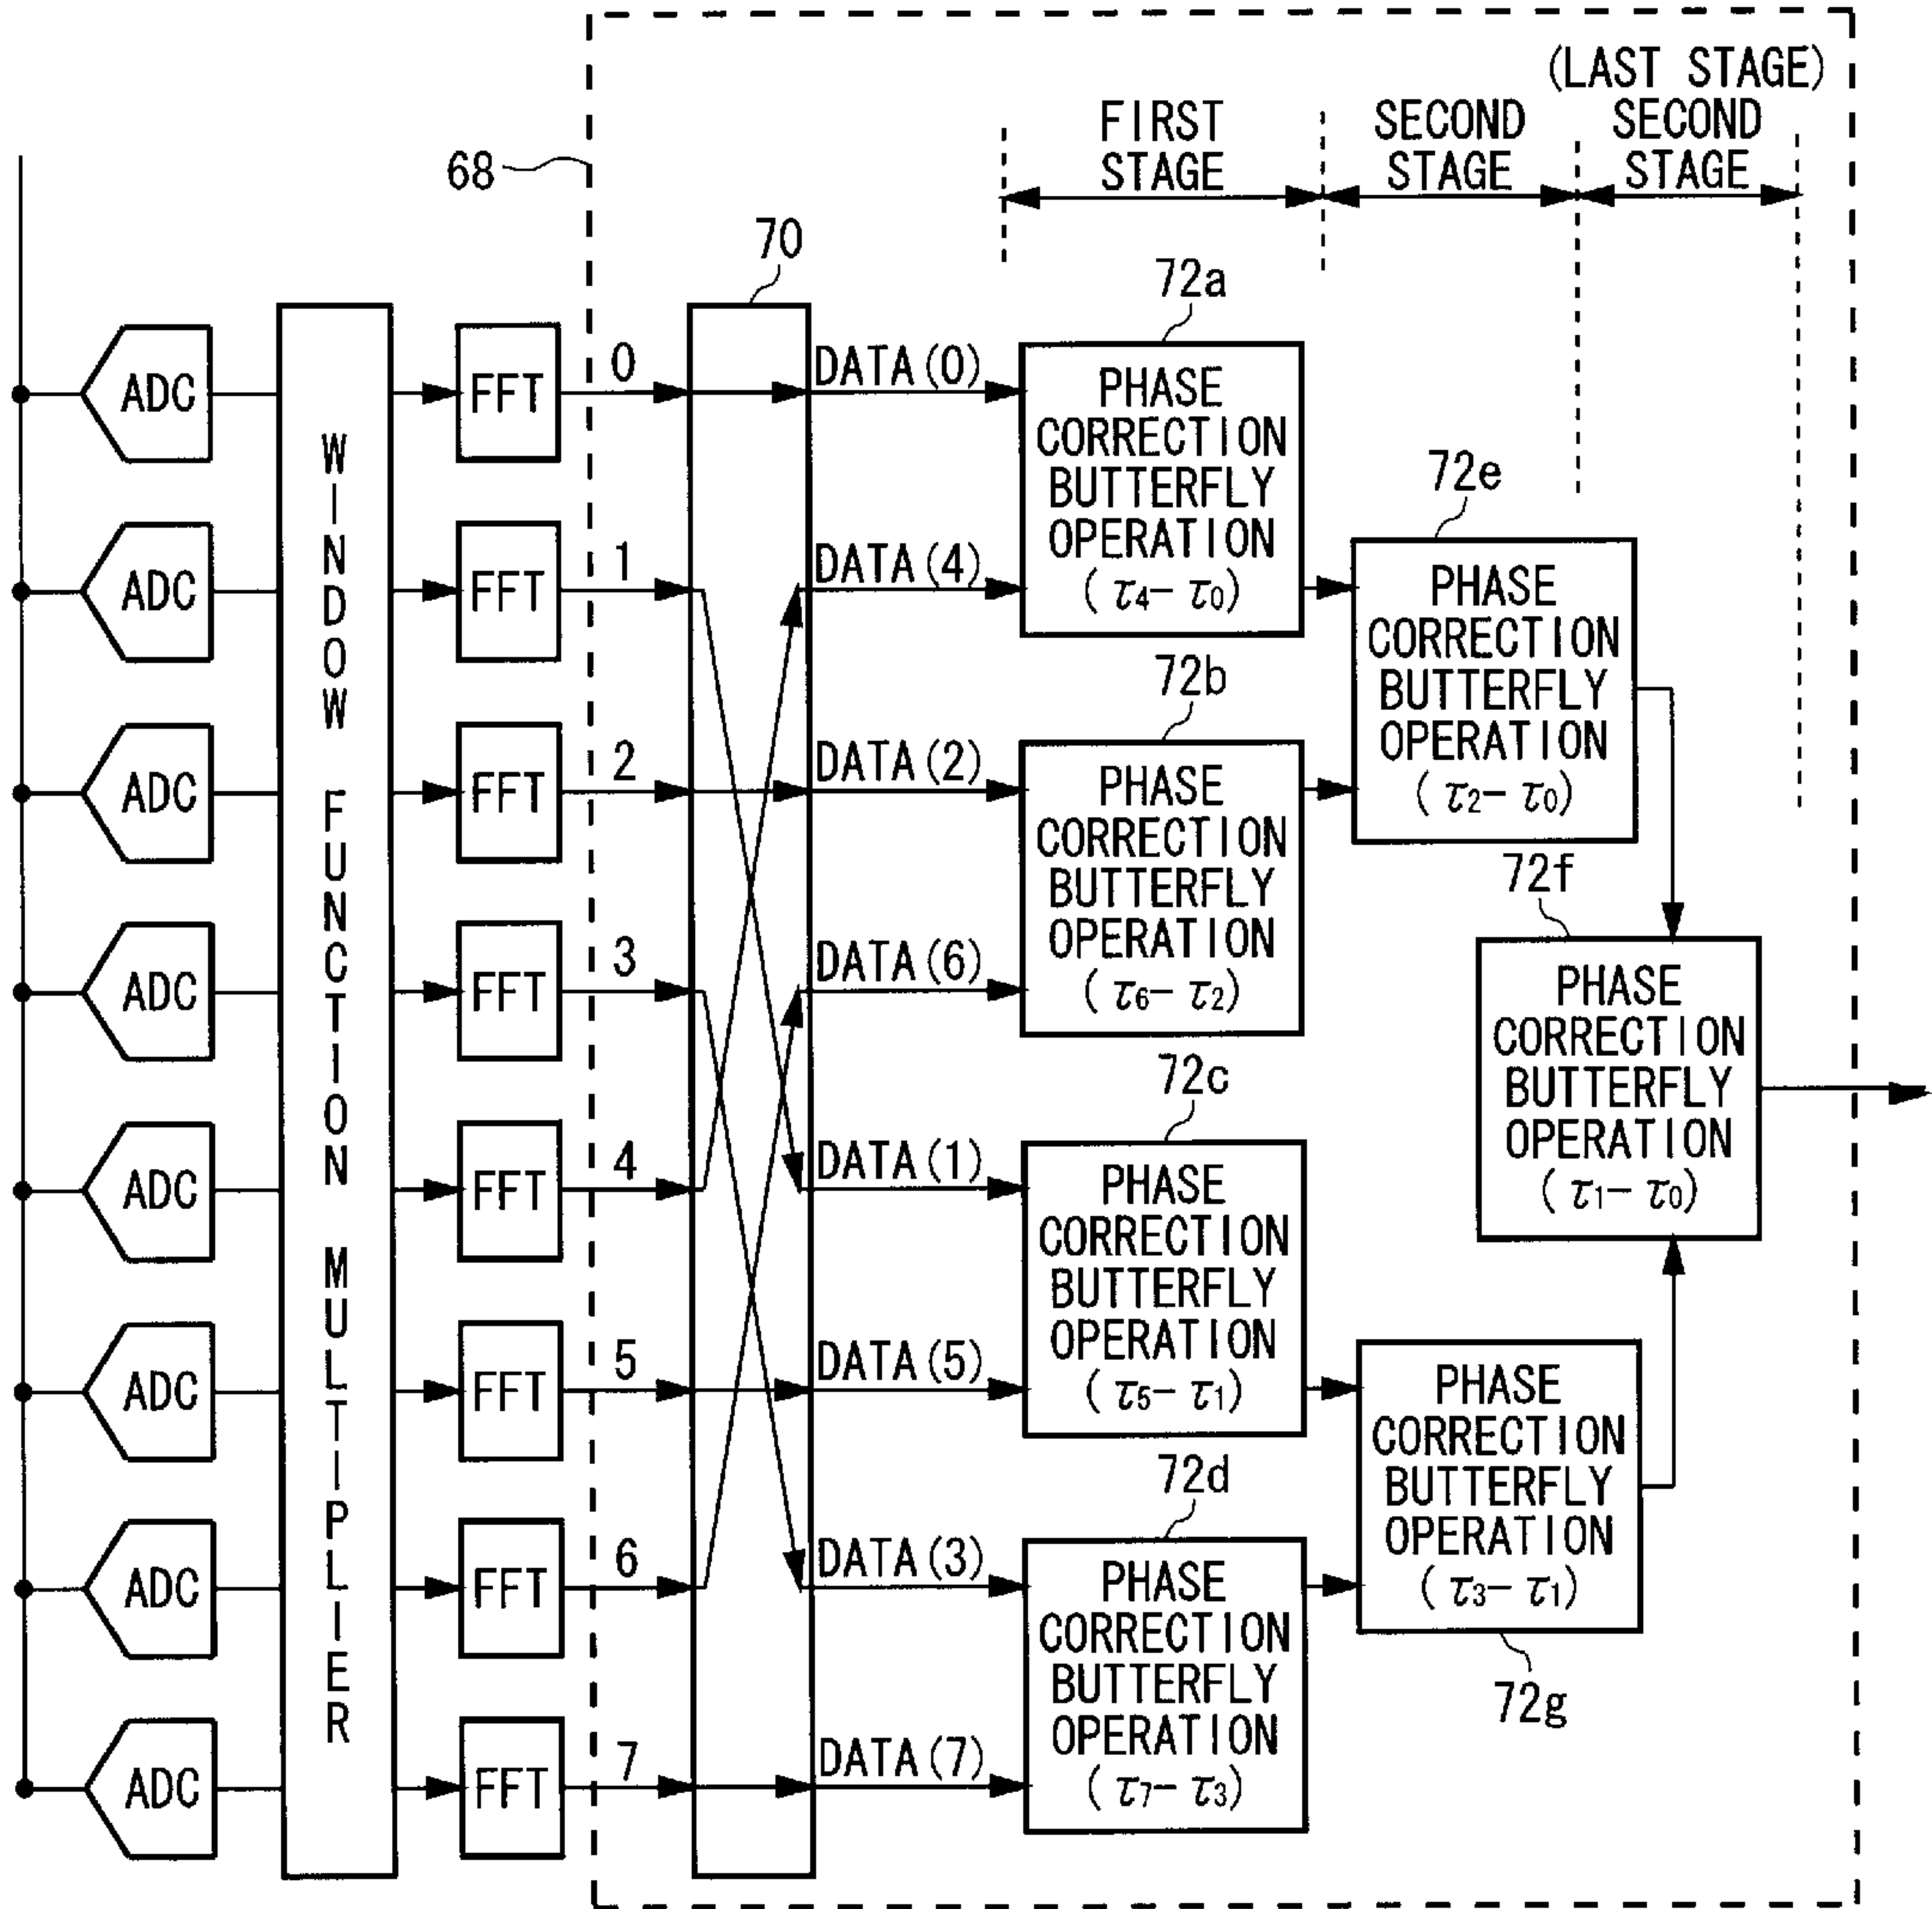 (LAST STAGE)
FIRST STAGE
SECOND STAGE
SECOND STAGE
68
70
72a
ADC
FFT
0
DATA(0)
PHASE
CORRECTION
BUTTERFLY
OPERATION
(τ4－τ0)
ADC
FFT
1
DATA(4)
WINDOW FUNCTION MULTIPLIER
72e
PHASE
CORRECTION
BUTTERFLY
OPERATION
(τ2－τ0)
72b
ADC
FFT
2
DATA(2)
PHASE
CORRECTION
BUTTERFLY
OPERATION
(τ6－τ2)
ADC
FFT
3
DATA(6)
72f
PHASE
CORRECTION
BUTTERFLY
OPERATION
(τ1－τ0)
72c
ADC
FFT
4
DATA(1)
PHASE
CORRECTION
BUTTERFLY
OPERATION
(τ5－τ1)
ADC
FFT
5
DATA(5)
PHASE
CORRECTION
BUTTERFLY
OPERATION
(τ3－τ1)
72g
72d
ADC
FFT
6
DATA(3)
PHASE
CORRECTION
BUTTERFLY
OPERATION
(τ7－τ3)
ADC
FFT
7
DATA(7)